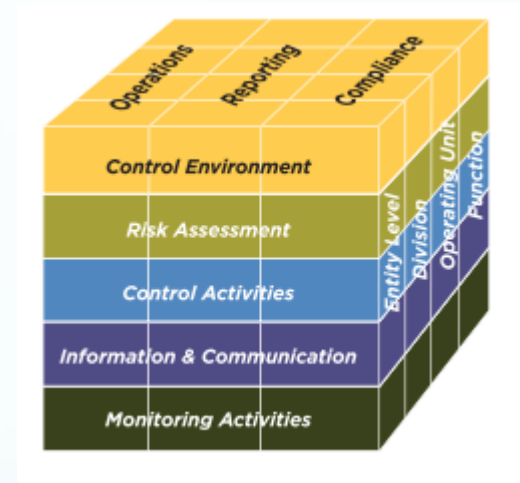 Operations
Reporting
Compliance
Control Environment
Risk Assessment
Control Activities
Information & Communication
Monitoring Activities
Entity Level
Division
Operating Unit
Function